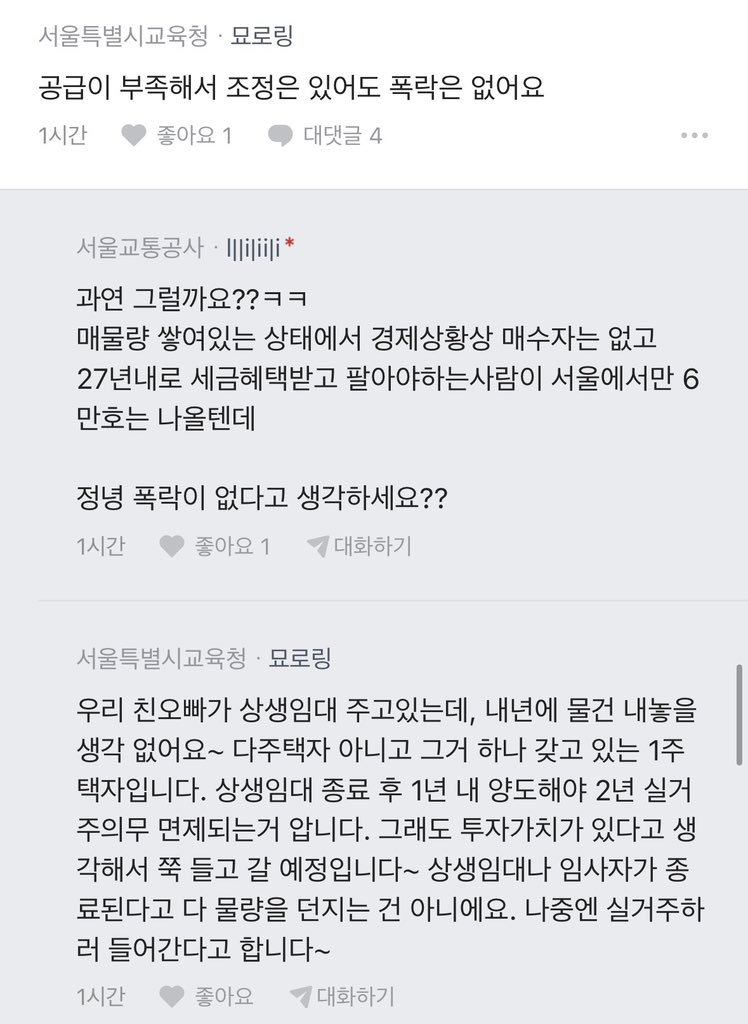 서울특별시교육청 · 묘로링
공급이 부족해서 조정은 있어도 폭락은 없어요
1시간 좋아요 1 대댓글 4
서울교통공사 · l||i|ii|i *
과연 그럴까요??ㅋㅋ
매물량 쌓여있는 상태에서 경제상황상 매수자는 없고
27년내로 세금혜택받고 팔아야하는사람이 서울에서만 6
만호는 나올텐데
정녕 폭락이 없다고 생각하세요??
1시간 좋아요 1 대화하기
서울특별시교육청 · 묘로링
우리 친오빠가 상생임대 주고있는데, 내년에 물건 내놓을
생각 없어요~ 다주택자 아니고 그거 하나 갖고 있는 1주
택자입니다. 상생임대 종료 후 1년 내 양도해야 2년 실거
주의무 면제되는거 압니다. 그래도 투자가치가 있다고 생
각해서 쭉 들고 갈 예정입니다~ 상생임대나 임사자가 종
료된다고 다 물량을 던지는 건 아니에요. 나중엔 실거주하
러 들어간다고 합니다~
1시간 좋아요 대화하기